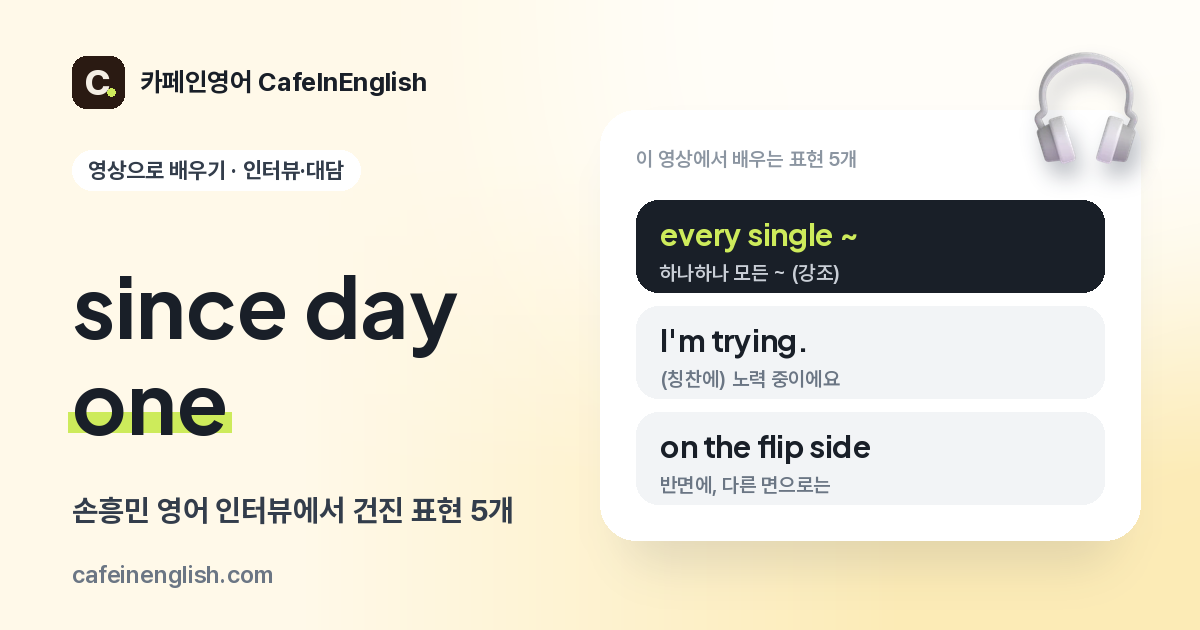 C
카페인영어 CafeInEnglish
영상으로 배우기 · 인터뷰·대담
since day
one
손흥민 영어 인터뷰에서 건진 표현 5개
cafeinenglish.com
이 영상에서 배우는 표현 5개
every single ~
하나하나 모든 ~ (강조)
I'm trying.
(칭찬에) 노력 중이에요
on the flip side
반면에, 다른 면으로는